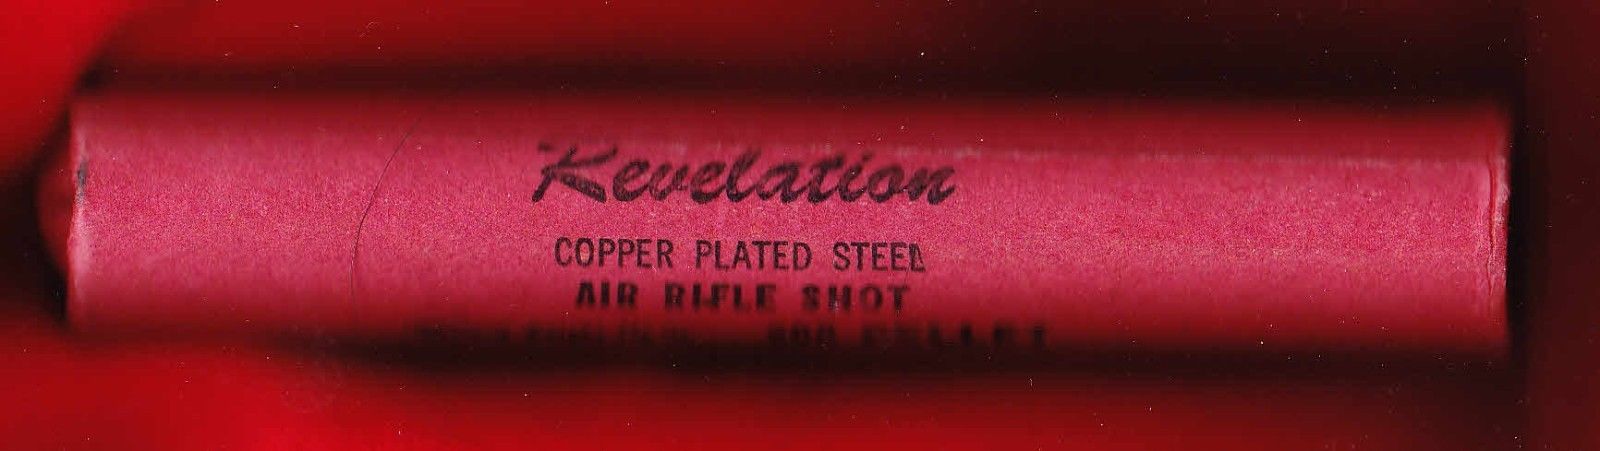 Revelation
COPPER PLATED STEEL
AIR RIFLE SHOT